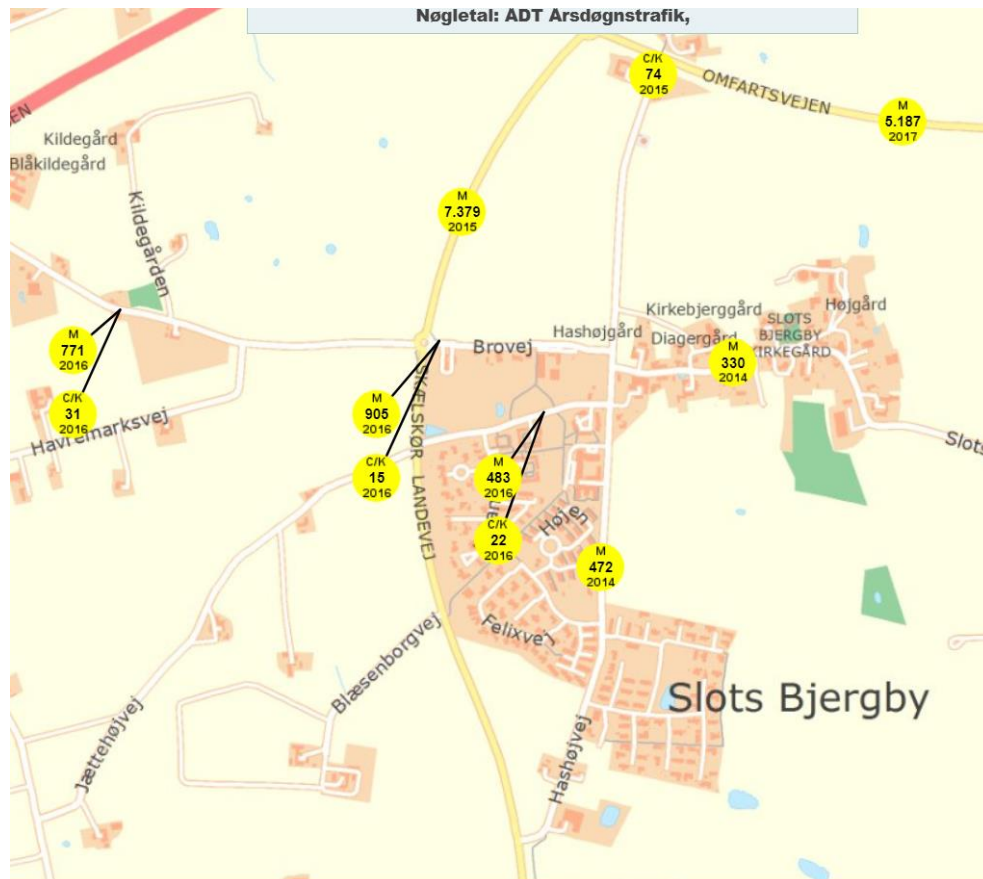 Nøgletal: ADT Årsdøgnstrafik,
C/K
74
2015
OMFARTSVEJEN
M
5.187
2017
EN
Kildegård
Blåkildegård
Kildegården
M
7.379
2015
Kirkebjerggård
Højgård
SLOTS
BJERGBY
KIRKEGÅRD
Hashøjgård
Diagergård
Brovej
M
330
2014
M
771
2016
C/K
31
2016
Havremarksvej
M
905
2016
C/K
15
2016
SKÆLSKØR LANDEVEJ
M
483
2016
C/K
22
2016
Højen
M
472
2014
Slots
Felixvej
Blæsenborgvej
Slots Bjergby
Jættehøjvej
Hashøjvej